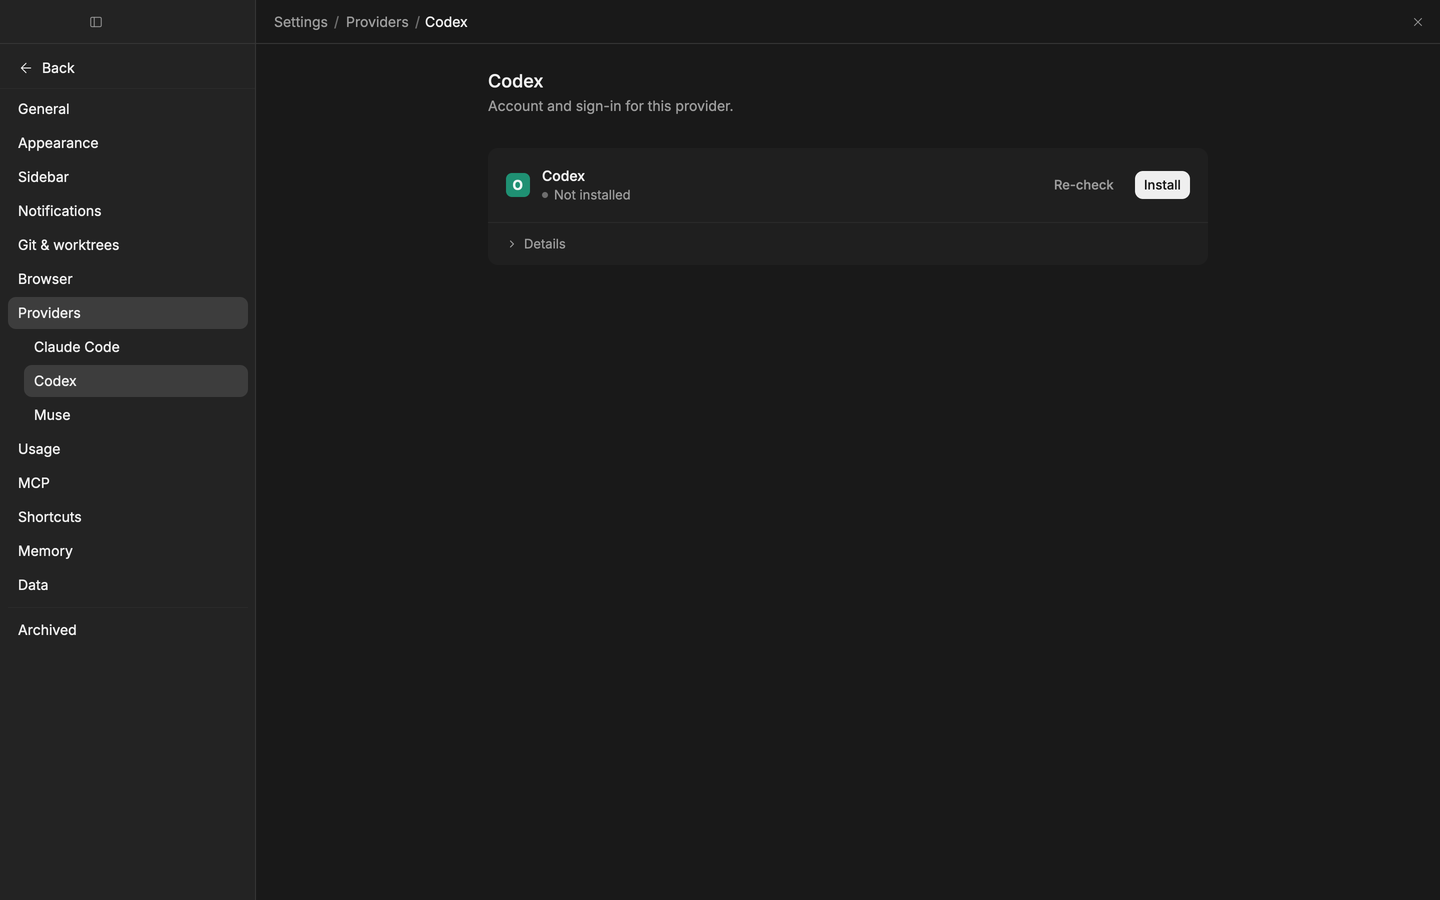 Settings / Providers / Codex
Back
General
Appearance
Sidebar
Notifications
Git & worktrees
Browser
Providers
Claude Code
Codex
Muse
Usage
MCP
Shortcuts
Memory
Data
Archived
Codex
Account and sign-in for this provider.
O
Codex
Not installed
Re-check
Install
Details